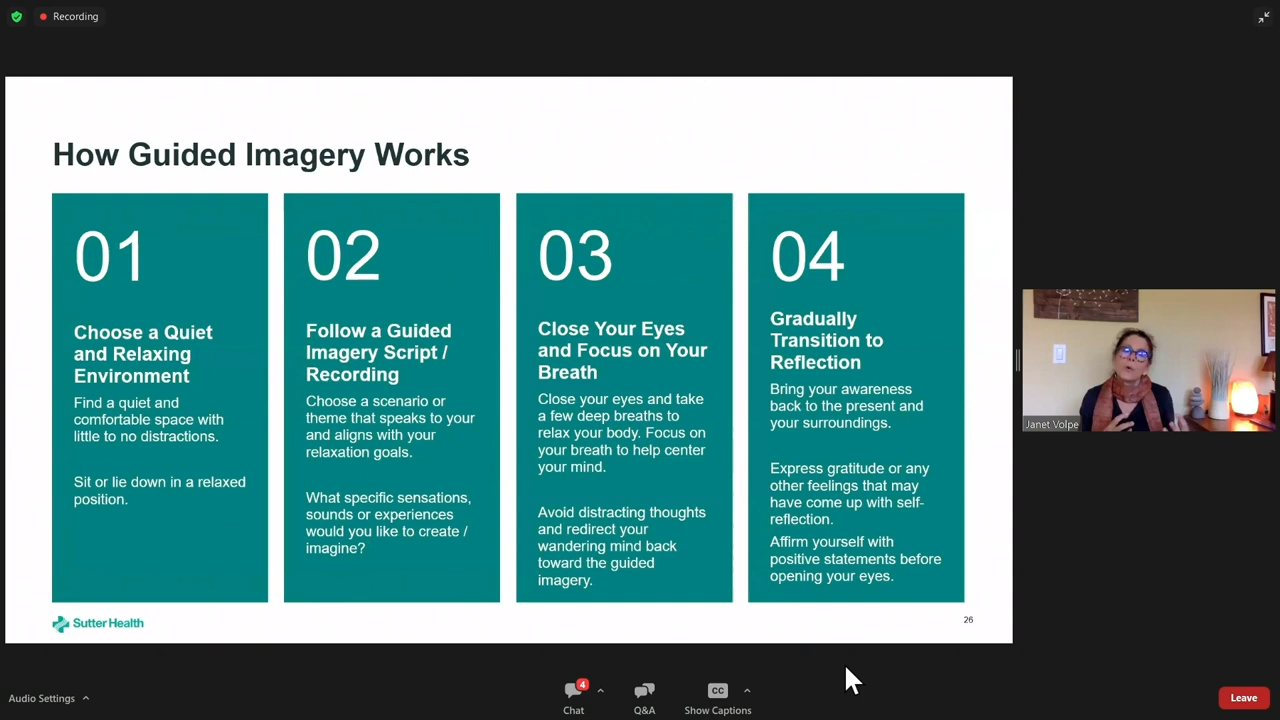 Recording
How Guided Imagery Works
01
Choose a Quiet
and Relaxing
Environment
Find a quiet and
comfortable space with
little to no distractions.
Sit or lie down in a relaxed
position.
02
Follow a Guided
Imagery Script /
Recording
Choose a scenario or
theme that speaks to your
and aligns with your
relaxation goals.
What specific sensations,
sounds or experiences
would you like to create /
imagine?
03
Close Your Eyes
and Focus on Your
Breath
Close your eyes and take
a few deep breaths to
relax your body. Focus on
your breath to help center
your mind.
Avoid distracting thoughts
and redirect your
wandering mind back
toward the guided
imagery.
04
Gradually
Transition to
Reflection
Bring your awareness
back to the present and
your surroundings.
Express gratitude or any
other feelings that may
have come up with self-
reflection.
Affirm yourself with
positive statements before
opening your eyes.
Sutter Health
26
Janet Volpe
Audio Settings
4
Chat
Q&A
CC
Show Captions
Leave